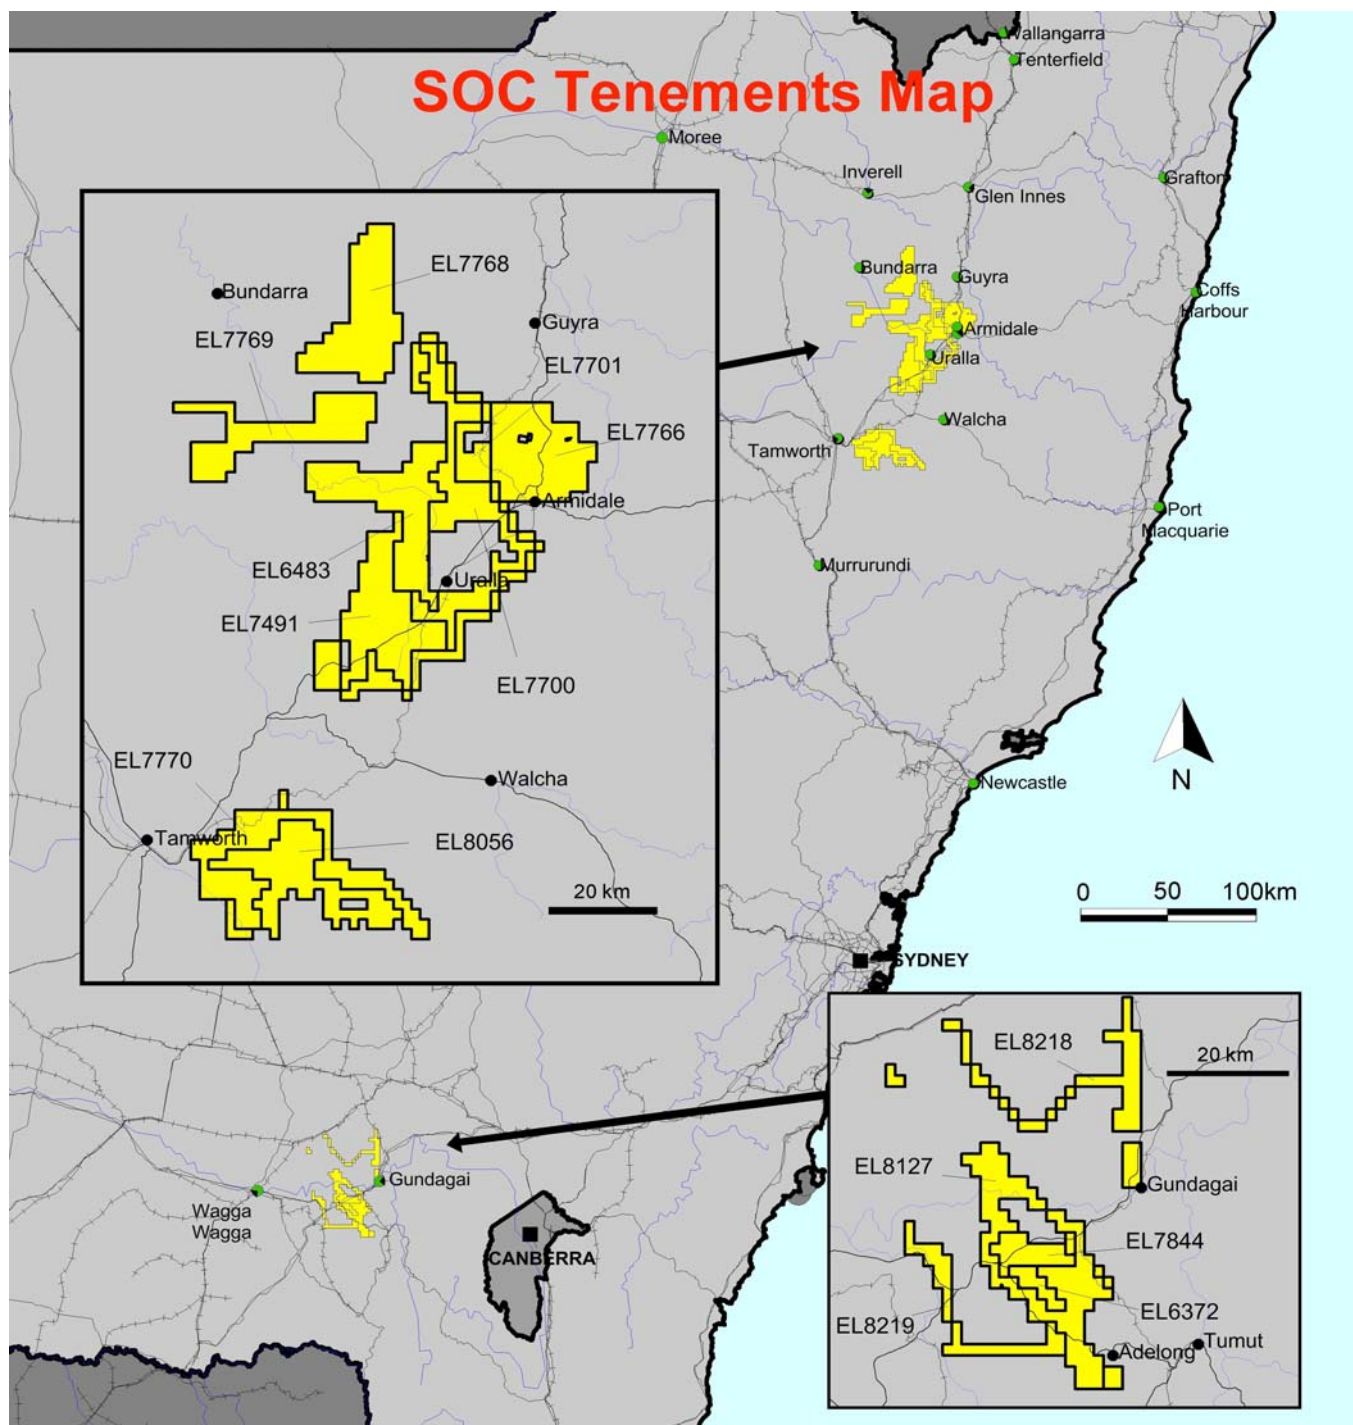 SOC Tenements Map
Wallangarra
Tenterfield
Moree
Inverell
Glen Innes
Grafton
Bundarra
Guyra
Coffs
Harbour
Armidale
Uralla
Walcha
Tamworth
Port
Macquarie
Murrurundi
Newcastle
N
0 50 100km
SYDNEY
Gundagai
Wagga
Wagga
CANBERRA
EL7768
Bundarra
Guyra
EL7769
EL7701
EL7766
Armidale
EL6483
Uralla
EL7491
EL7700
EL7770
Walcha
Tamworth
EL8056
20 km
EL8218
20 km
EL8127
Gundagai
EL7844
EL6372
EL8219
Tumut
Adelong